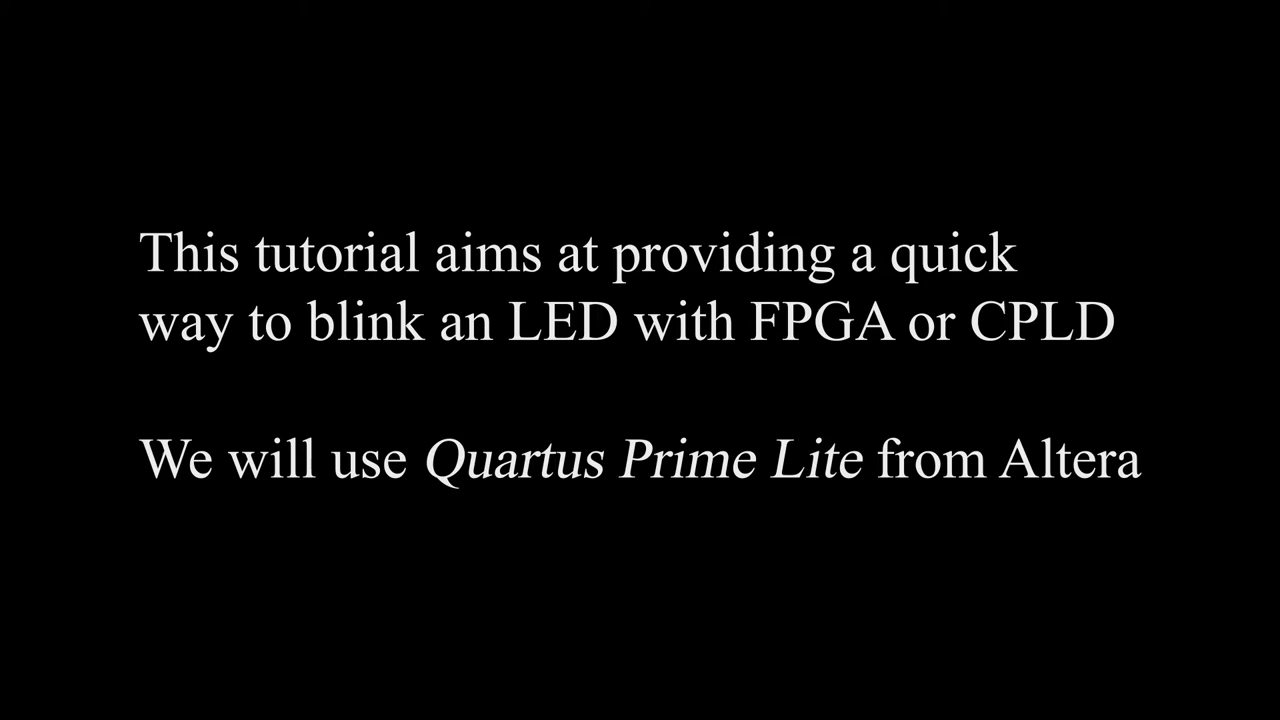 This tutorial aims at providing a quick
way to blink an LED with FPGA or CPLD
We will use Quartus Prime Lite from Altera